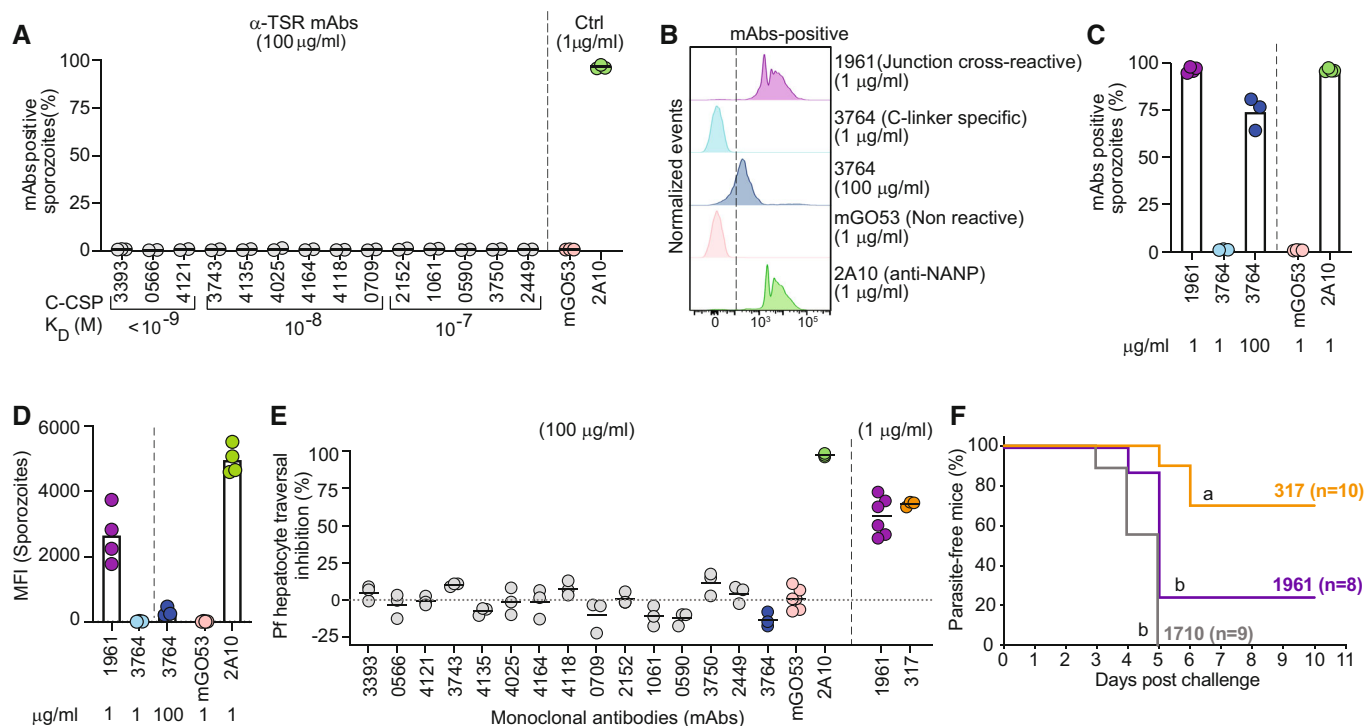 A
α-TSR mAbs
(100 μg/ml)
Ctrl
(1μg/ml)
mAbspositive
sporozoites(%)
100
75
50
25
0
3393
0566
4121
3743
4135
4025
4164
4118
0709
2152
1061
0590
3750
2449
mGO53
2A10
C-CSP
K_D (M)
<10⁻⁹
10⁻⁸
10⁻⁷
B
mAbs-positive
Normalized events
1961(Junction cross-reactive)
(1 μg/ml)
3764 (C-linker specific)
(1 μg/ml)
3764
(100 μg/ml)
mGO53 (Non reactive)
(1 μg/ml)
2A10 (anti-NANP)
(1 μg/ml)
0 10³ 10⁵
C
mAbs positive
sporozoites (%)
100
75
50
25
0
1961
3764
3764
mGO53
2A10
μg/ml 1 1 100 1 1
D
MFI (Sporozoites)
6000
4000
2000
0
1961
3764
3764
mGO53
2A10
μg/ml 1 1 100 1 1
E
(100 μg/ml)
(1 μg/ml)
Pf hepatocyte traversal
inhibition (%)
100
75
50
25
0
-25
3393
0566
4121
3743
4135
4025
4164
4118
0709
2152
1061
0590
3750
2449
3764
mGO53
2A10
1961
317
Monoclonal antibodies (mAbs)
F
Parasite-free mice (%)
100
80
60
40
20
0
a
317 (n=10)
b
1961 (n=8)
b
1710 (n=9)
0 1 2 3 4 5 6 7 8 9 10 11
Days post challenge